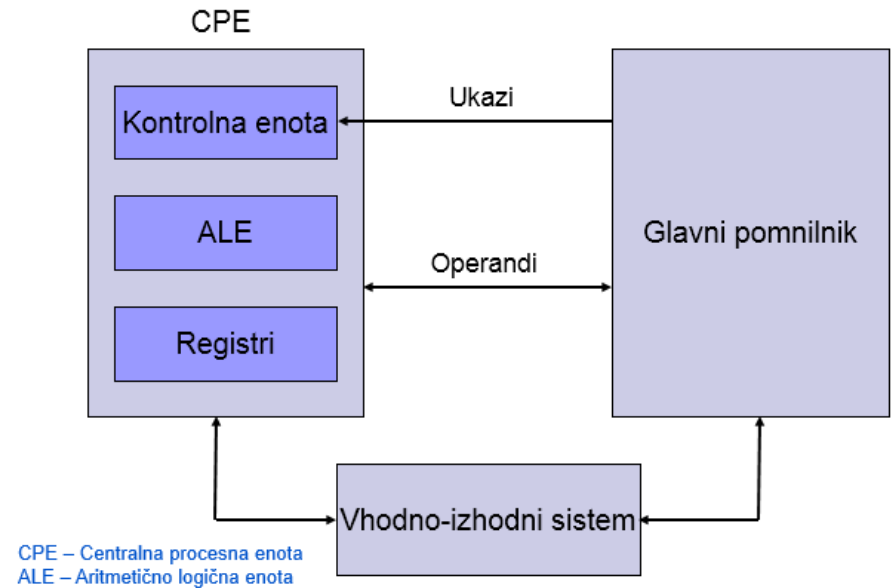 CPE
Kontrolna enota
Ukazi
ALE
Glavni pomnilnik
Operandi
Registri
Vhodno-izhodni sistem
CPE – Centralna procesna enota
ALE – Aritmetično logična enota